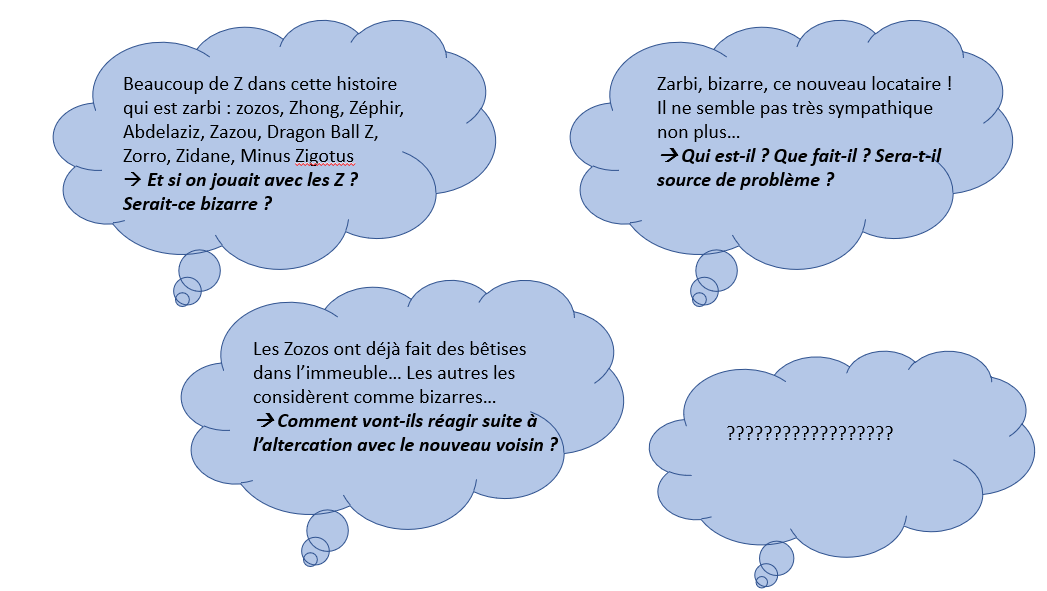 Beaucoup de Z dans cette histoire
qui est zarbi : zozos, Zhong, Zéphir,
Abdelaziz, Zazou, Dragon Ball Z,
Zorro, Zidane, Minus Zigotus
→ Et si on jouait avec les Z ?
Serait-ce bizarre ?
Zarbi, bizarre, ce nouveau locataire !
Il ne semble pas très sympathique
non plus…
→ Qui est-il ? Que fait-il ? Sera-t-il
source de problème ?
Les Zozos ont déjà fait des bêtises
dans l’immeuble… Les autres les
considèrent comme bizarres…
→ Comment vont-ils réagir suite à
l’altercation avec le nouveau voisin ?
??????????????????